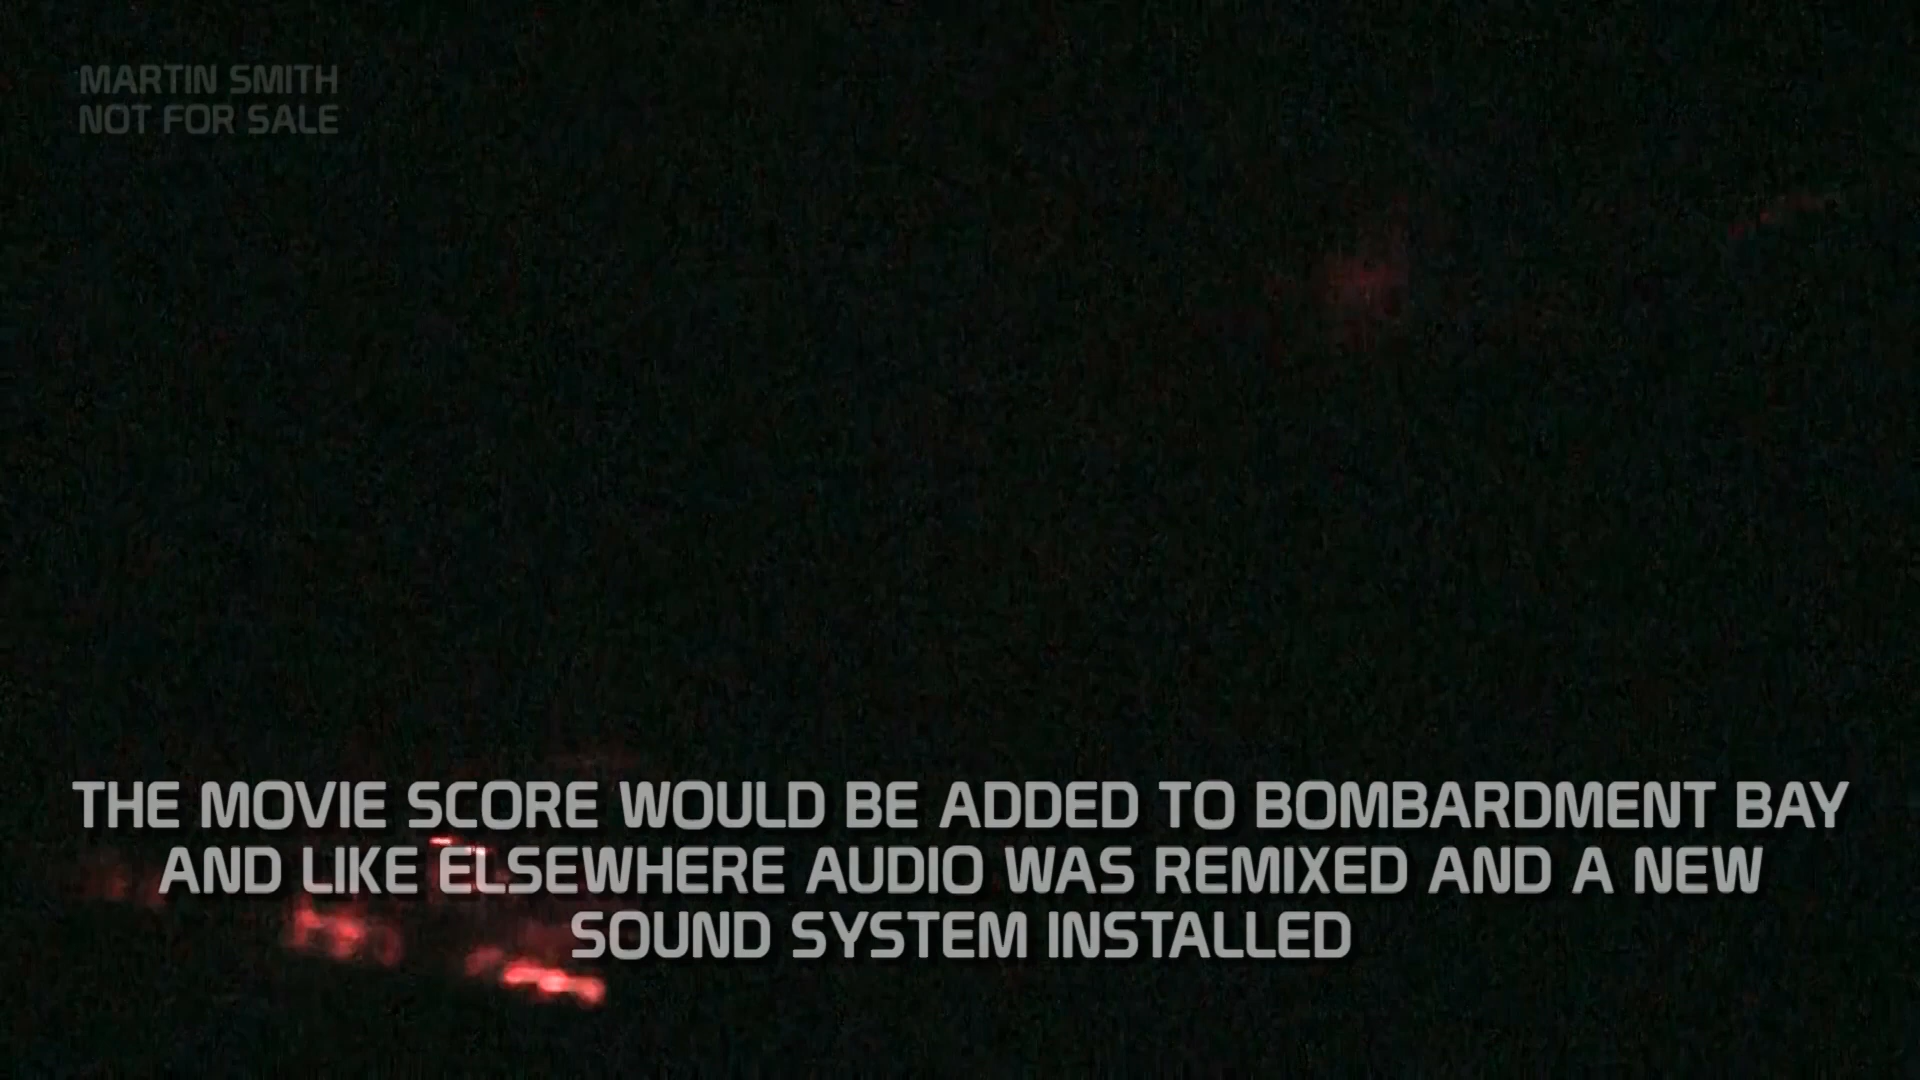 MARTIN SMITH
NOT FOR SALE
THE MOVIE SCORE WOULD BE ADDED TO BOMBARDMENT BAY
AND LIKE ELSEWHERE AUDIO WAS REMIXED AND A NEW
SOUND SYSTEM INSTALLED